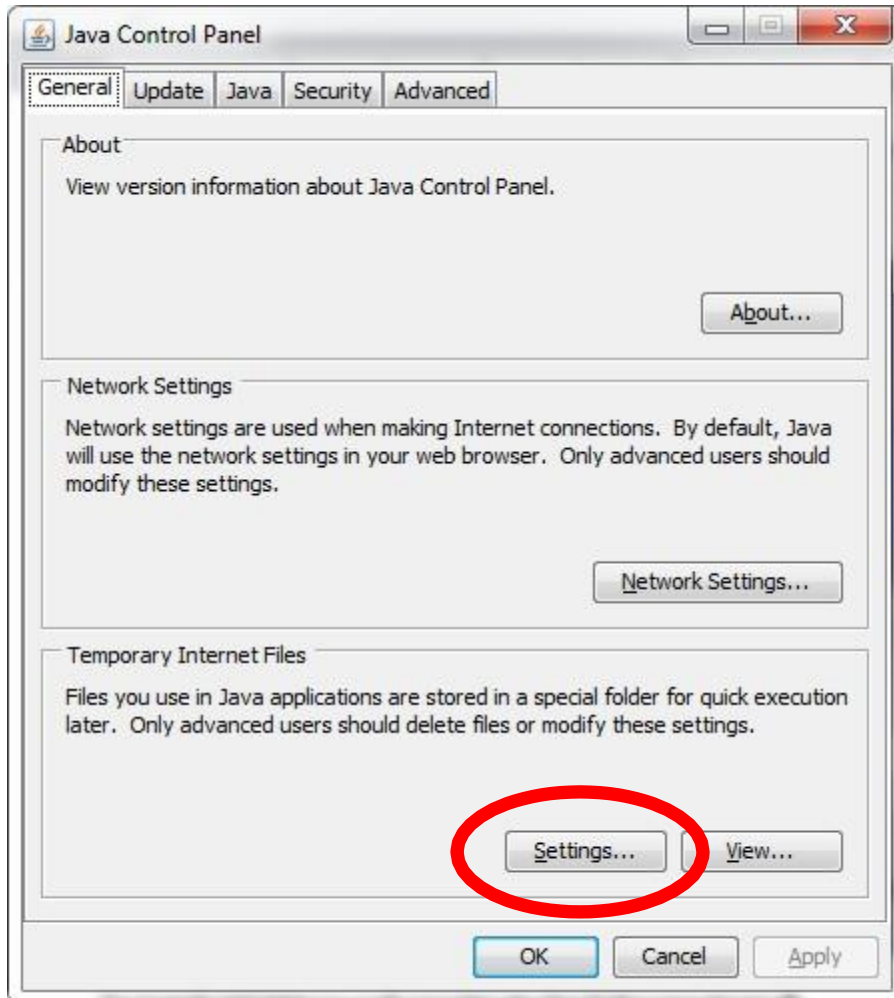 Java Control Panel
General Update Java Security Advanced
About
View version information about Java Control Panel.
About...
Network Settings
Network settings are used when making Internet connections.  By default, Java
will use the network settings in your web browser.  Only advanced users should
modify these settings.
Network Settings...
Temporary Internet Files
Files you use in Java applications are stored in a special folder for quick execution
later.  Only advanced users should delete files or modify these settings.
Settings... View...
OK Cancel Apply